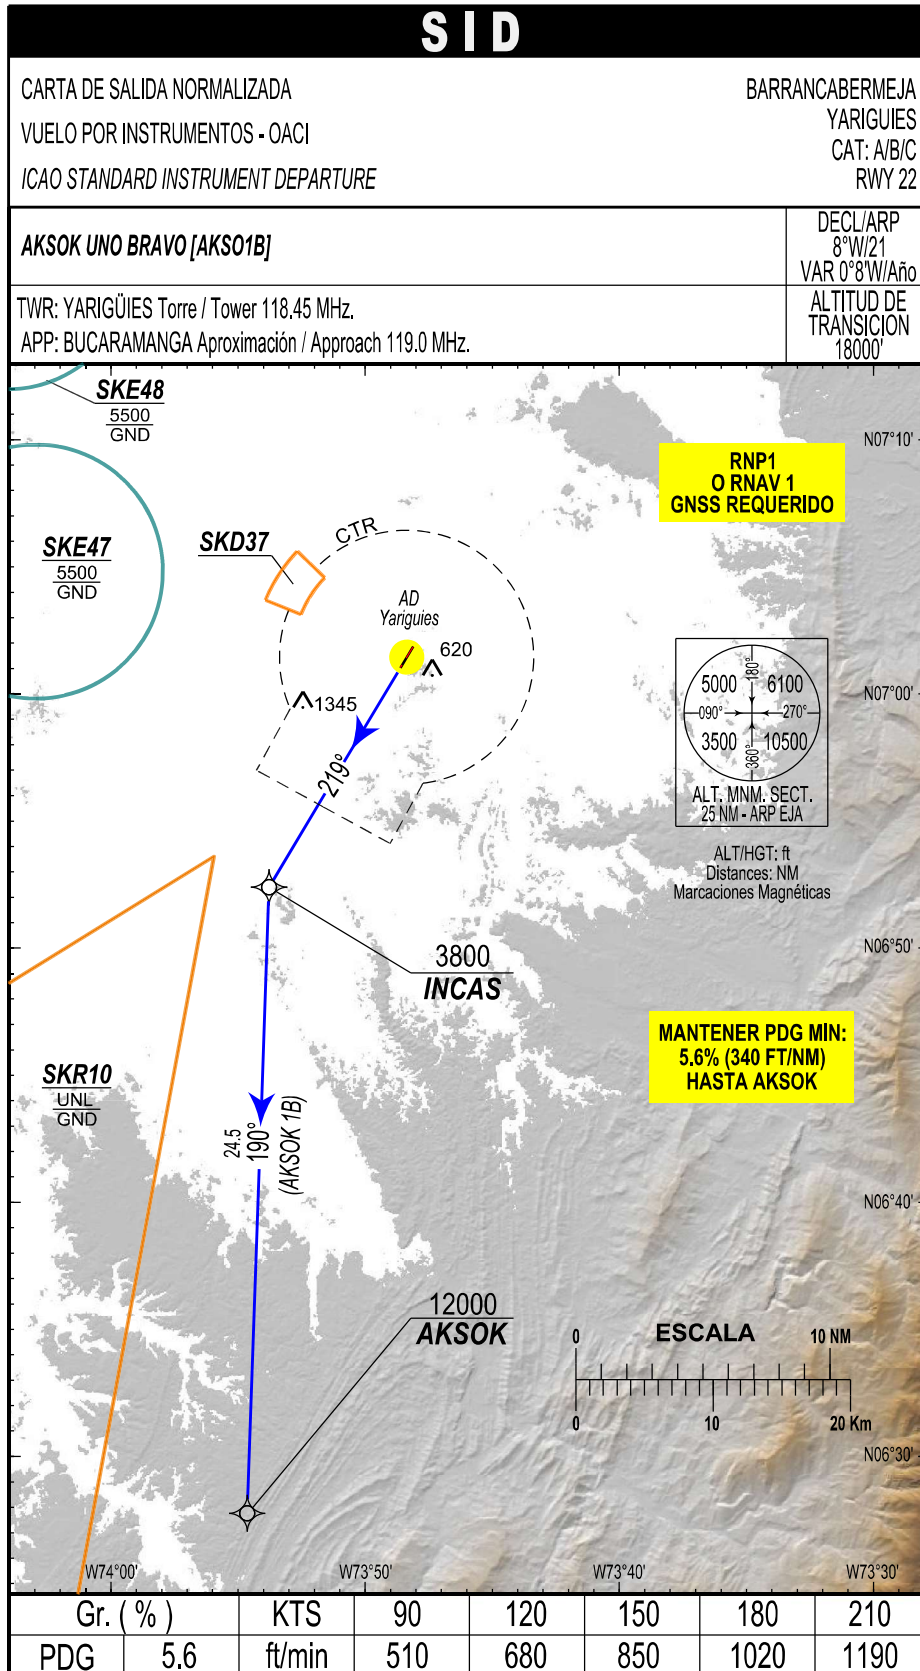 SID
CARTA DE SALIDA NORMALIZADA
VUELO POR INSTRUMENTOS - OACI
ICAO STANDARD INSTRUMENT DEPARTURE
BARRANCABERMEJA
YARIGUIES
CAT: A/B/C
RWY 22
AKSOK UNO BRAVO [AKSO1B]
DECL/ARP
8°W/21
VAR 0°8'W/Año
TWR: YARIGÜIES Torre / Tower 118.45 MHz.
APP: BUCARAMANGA Aproximación / Approach 119.0 MHz.
ALTITUD DE
TRANSICION
18000'
SKE48
5500
GND
N07°10'
RNP1
O RNAV 1
GNSS REQUERIDO
CTR
SKE47
5500
GND
SKD37
AD
Yariguies
620
1345
N07°00'
5000
6100
180°
090°
270°
3500
10500
360°
ALT. MNM. SECT.
25 NM - ARP EJA
219°
ALT/HGT: ft
Distances: NM
Marcaciones Magnéticas
N06°50'
3800
INCAS
MANTENER PDG MIN:
5.6% (340 FT/NM)
HASTA AKSOK
SKR10
UNL
GND
24.5
190°
(AKSOK 1B)
N06°40'
12000
AKSOK
ESCALA
0
10 NM
0
10
20 Km
N06°30'
W74°00'
W73°50'
W73°40'
W73°30'
Gr. ( % ) KTS 90 120 150 180 210
PDG 5.6 ft/min 510 680 850 1020 1190